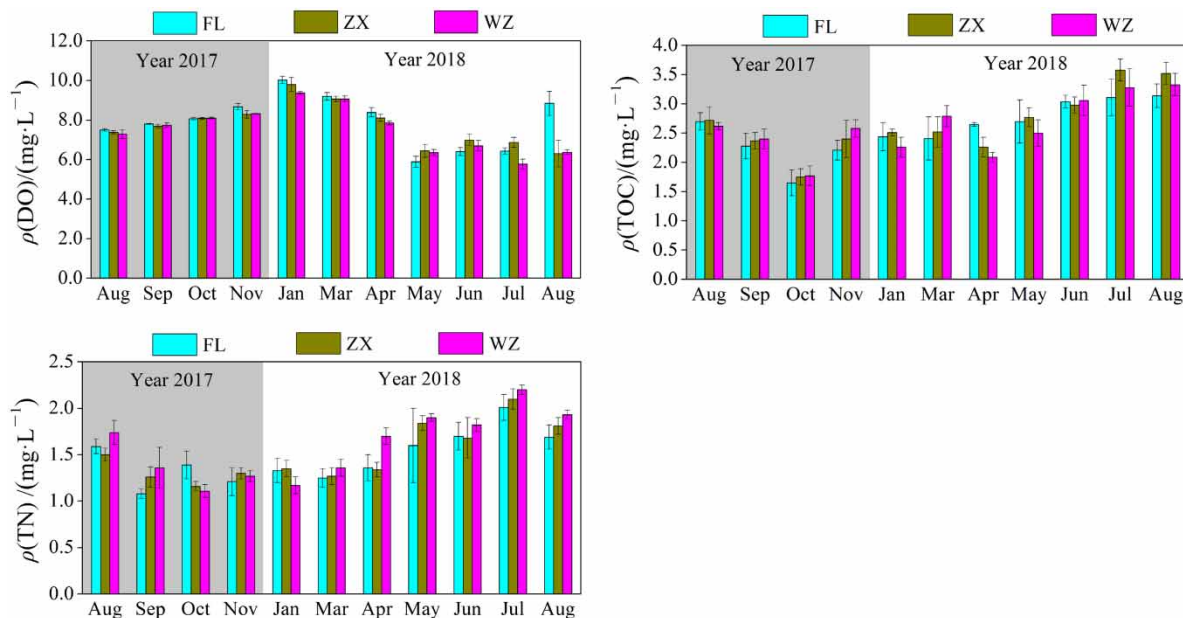 FL ZX WZ
Year 2017 Year 2018
ρ(DO)/(mg·L⁻¹)
12.0
10.0
8.0
6.0
4.0
2.0
0.0
Aug Sep Oct Nov Jan Mar Apr May Jun Jul Aug
FL ZX WZ
Year 2017 Year 2018
ρ(TOC)/(mg·L⁻¹)
4.0
3.5
3.0
2.5
2.0
1.5
1.0
0.5
0.0
Aug Sep Oct Nov Jan Mar Apr May Jun Jul Aug
FL ZX WZ
Year 2017 Year 2018
ρ(TN) /(mg·L⁻¹)
2.5
2.0
1.5
1.0
0.5
0.0
Aug Sep Oct Nov Jan Mar Apr May Jun Jul Aug